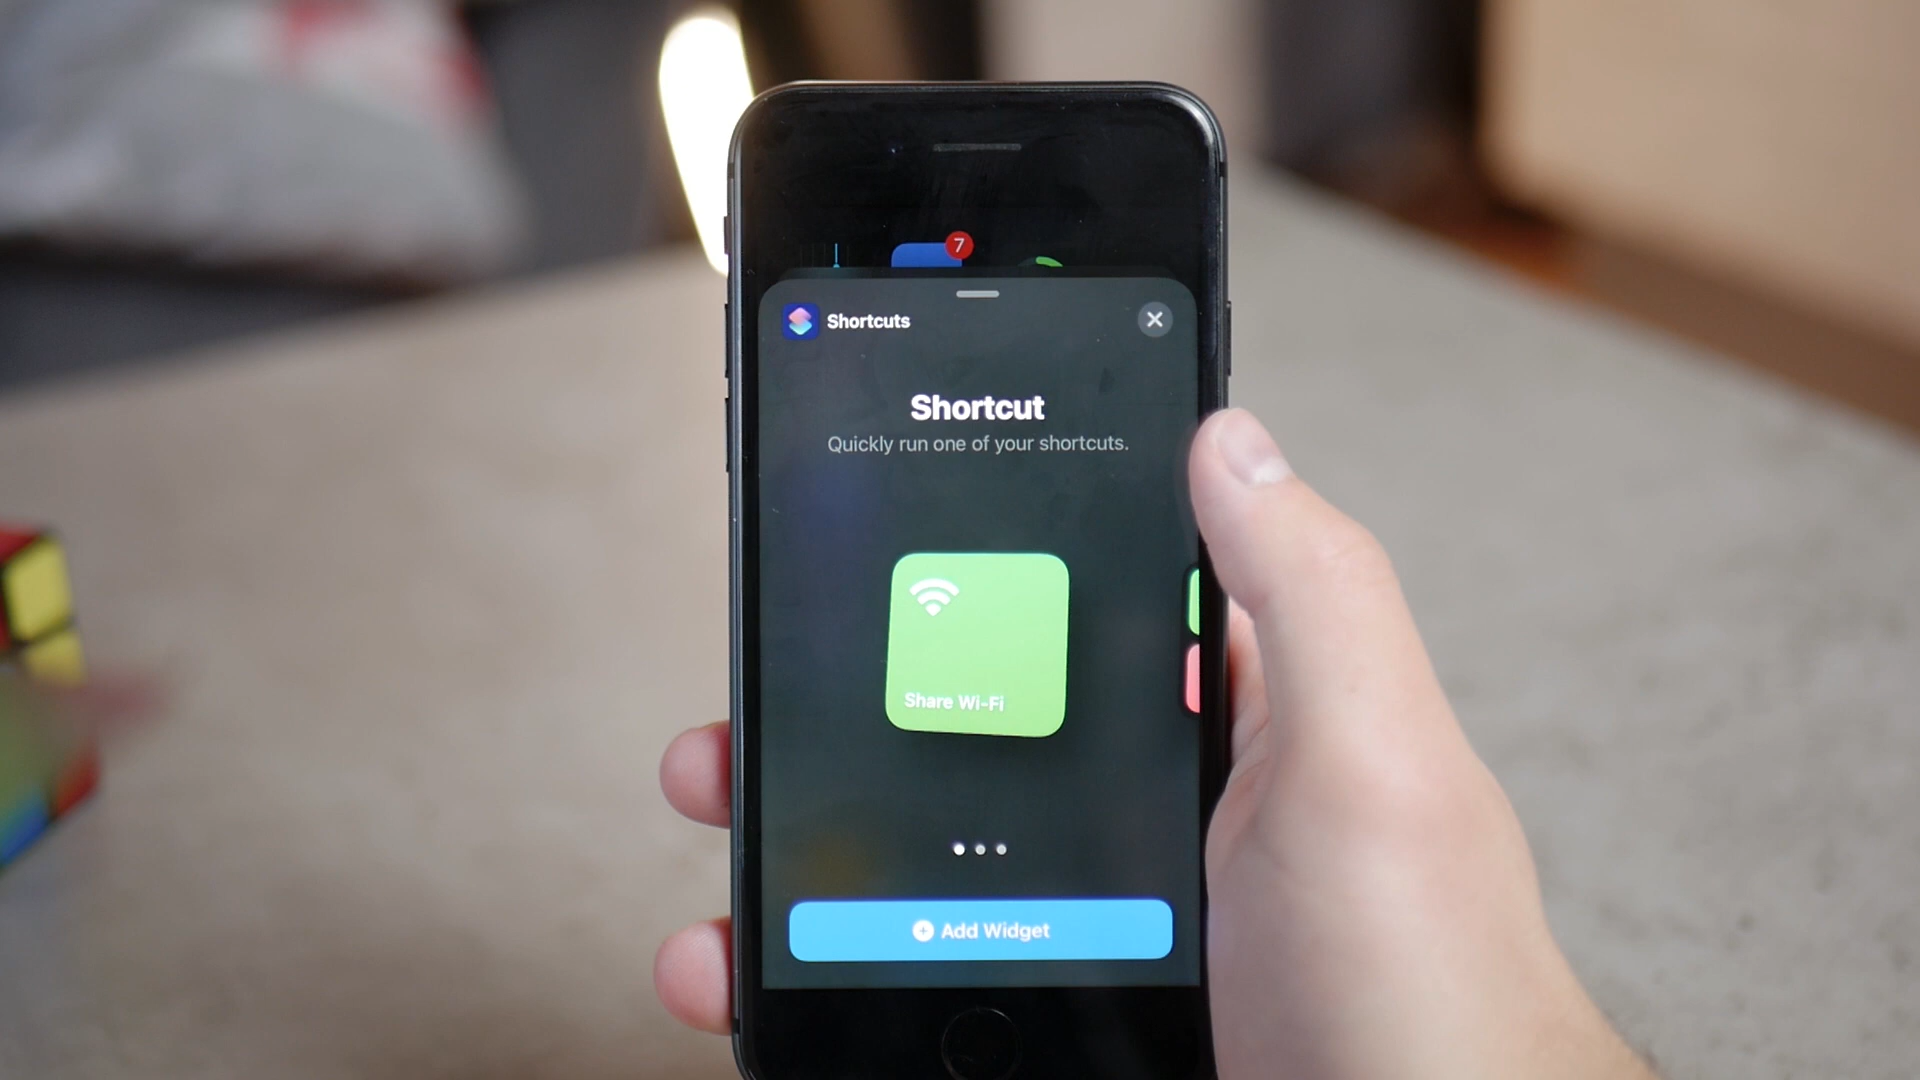 7
Shortcuts
Shortcut
Quickly run one of your shortcuts.
Share Wi-Fi
Add Widget